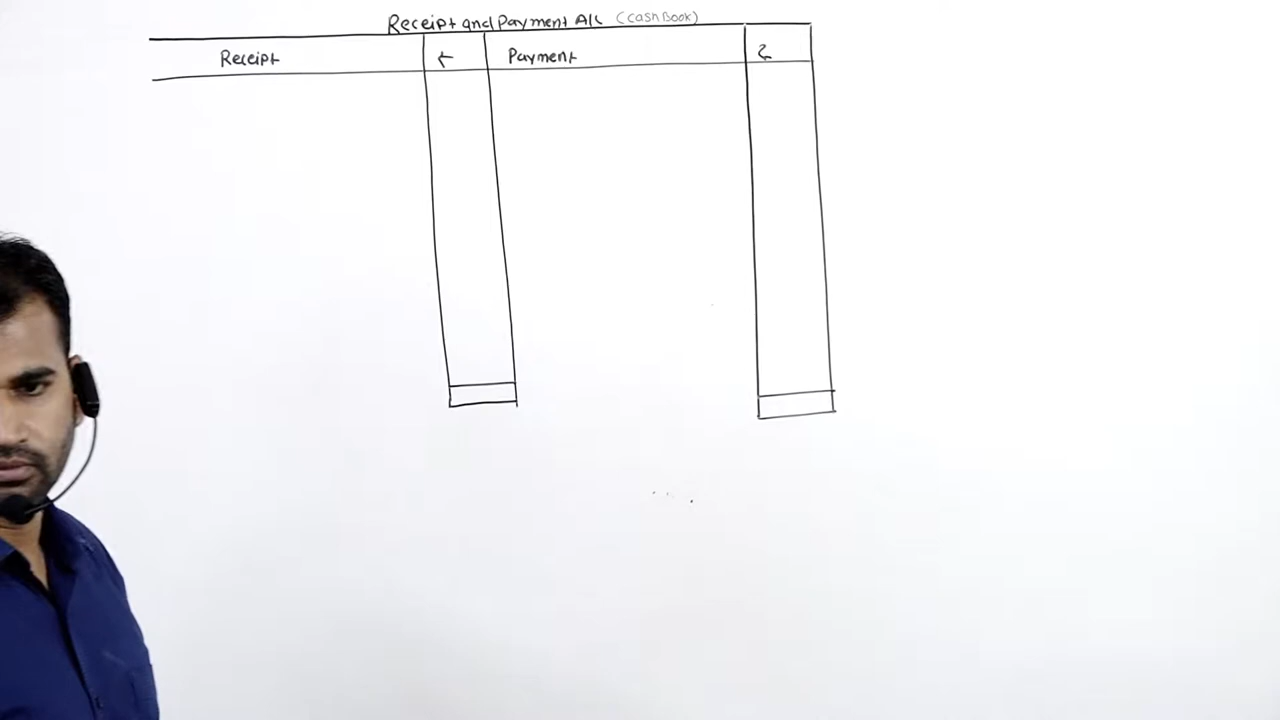 Receipt and Payment A/c (Cash Book)
Receipt ₹ Payment ₹